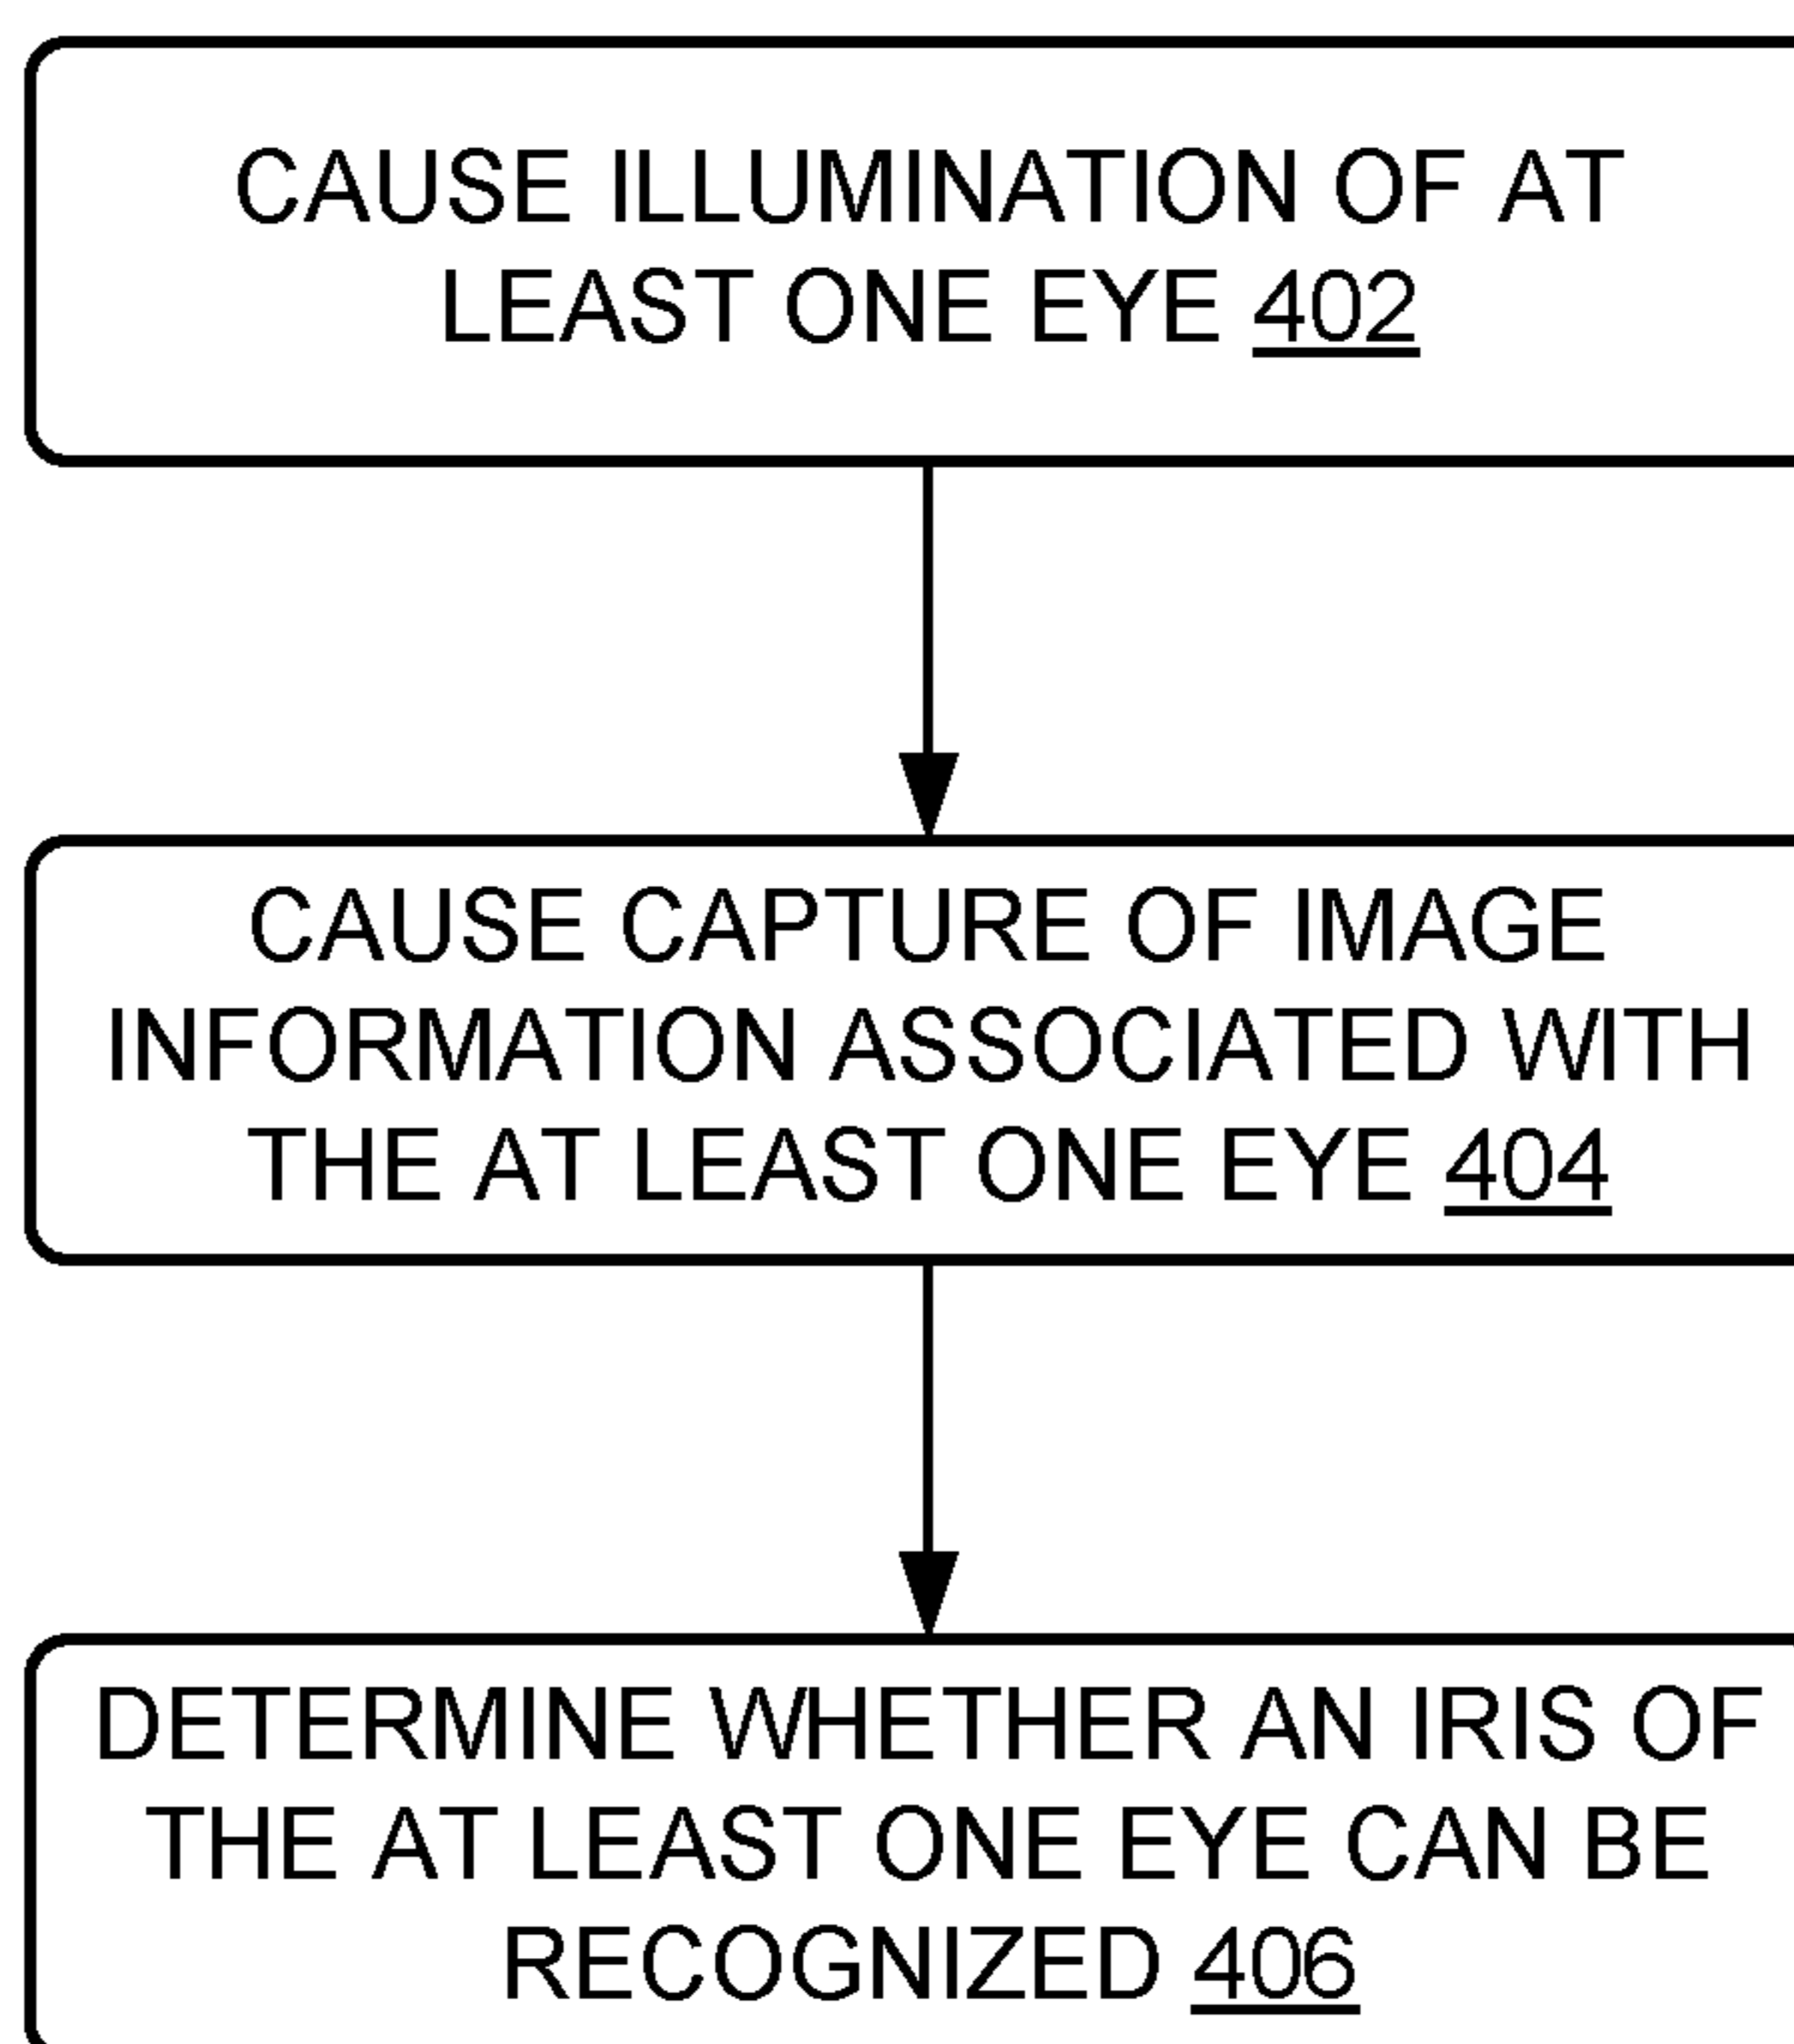 CAUSE ILLUMINATION OF AT
LEAST ONE EYE 402
CAUSE CAPTURE OF IMAGE
INFORMATION ASSOCIATED WITH
THE AT LEAST ONE EYE 404
DETERMINE WHETHER AN IRIS OF
THE AT LEAST ONE EYE CAN BE
RECOGNIZED 406